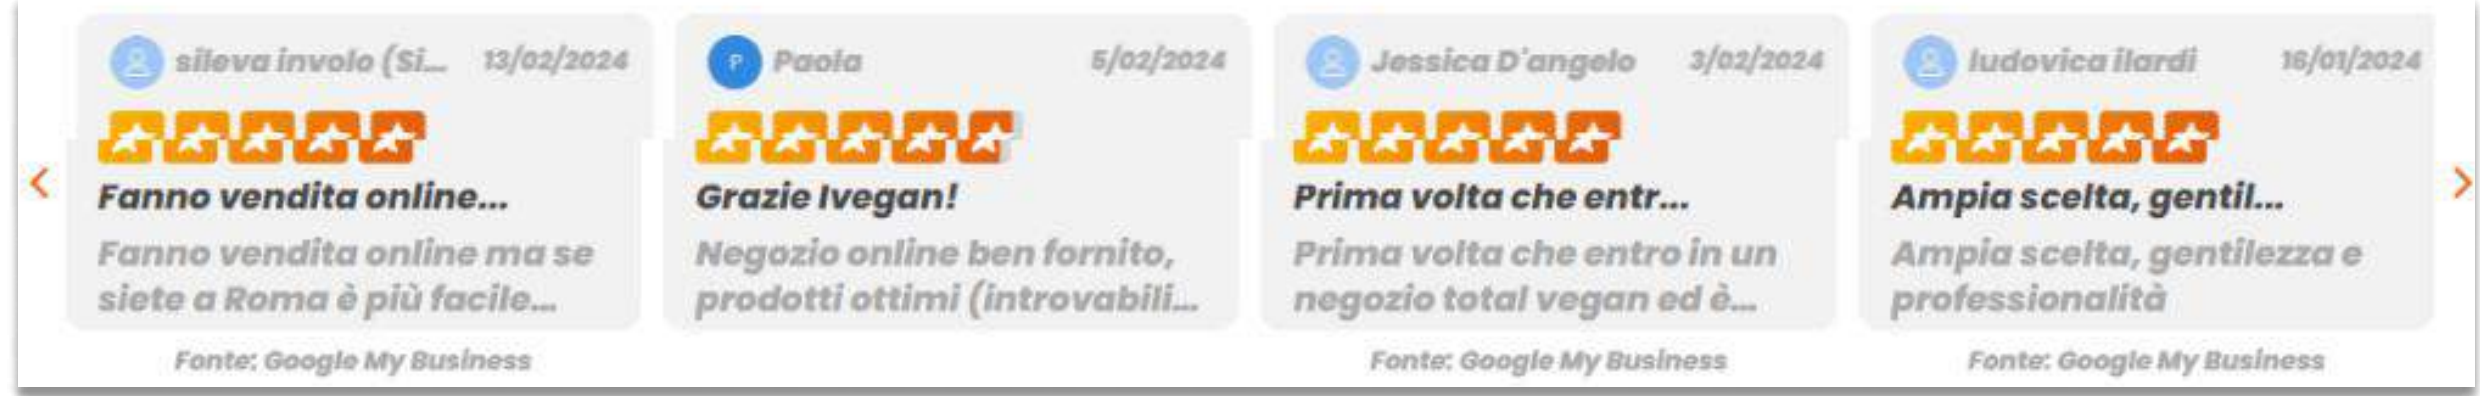 sileva involo (Si... 13/02/2024
Fanno vendita online...
Fanno vendita online ma se
siete a Roma è più facile...
Fonte: Google My Business
P Paola 5/02/2024
Grazie Ivegan!
Negozio online ben fornito,
prodotti ottimi (introvabili...
Jessica D'angelo 3/02/2024
Prima volta che entr...
Prima volta che entro in un
negozio total vegan ed è...
Fonte: Google My Business
ludovica ilardi 16/01/2024
Ampia scelta, gentil...
Ampia scelta, gentilezza e
professionalità
Fonte: Google My Business